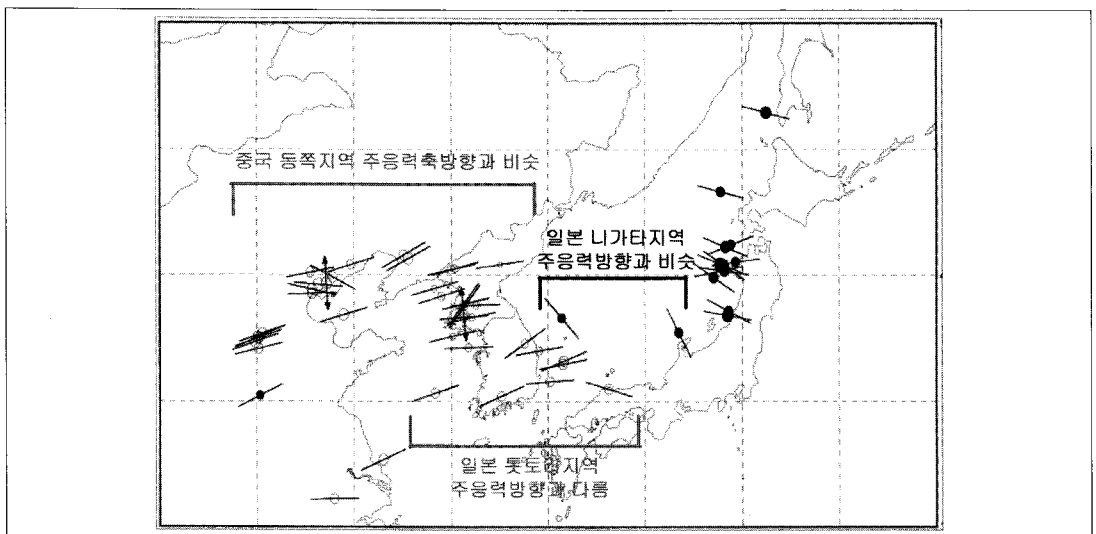 중국 동쪽지역 주응력축방향과 비슷
일본 니가타지역
주응력방향과 비슷
일본 돗토리지역
주응력방향과 다름